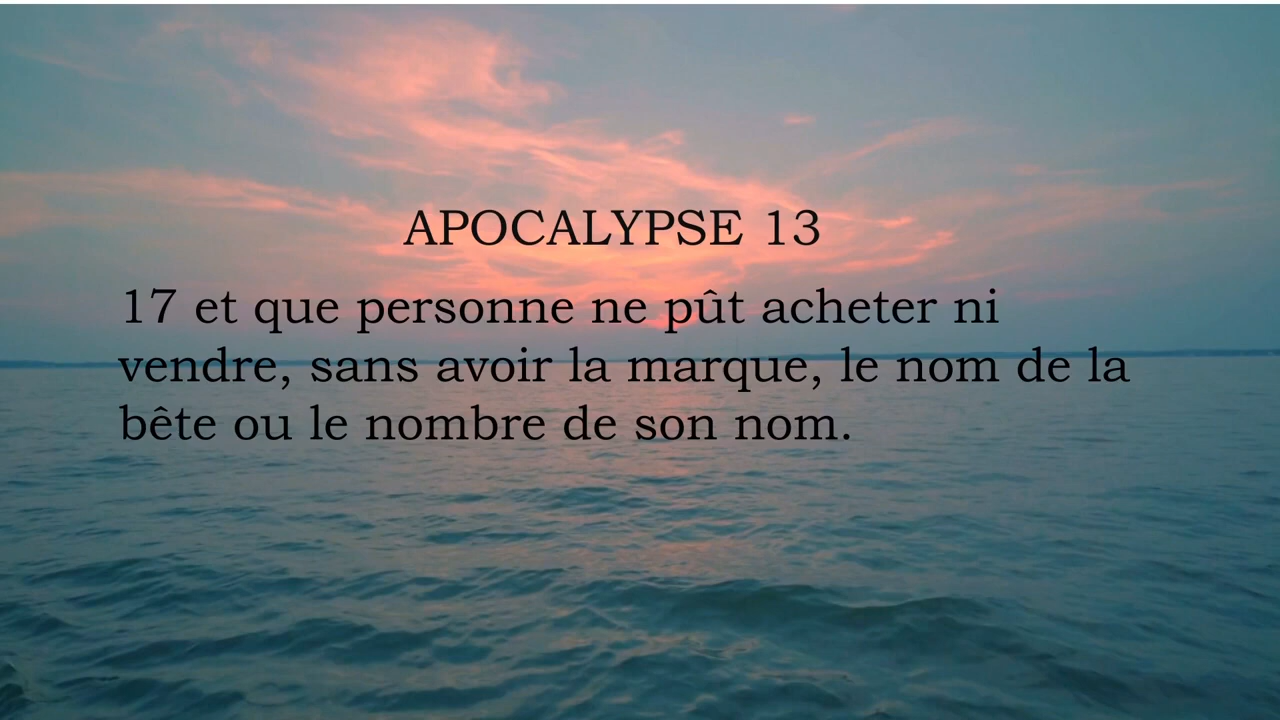 APOCALYPSE 13
17 et que personne ne pût acheter ni
vendre, sans avoir la marque, le nom de la
bête ou le nombre de son nom.